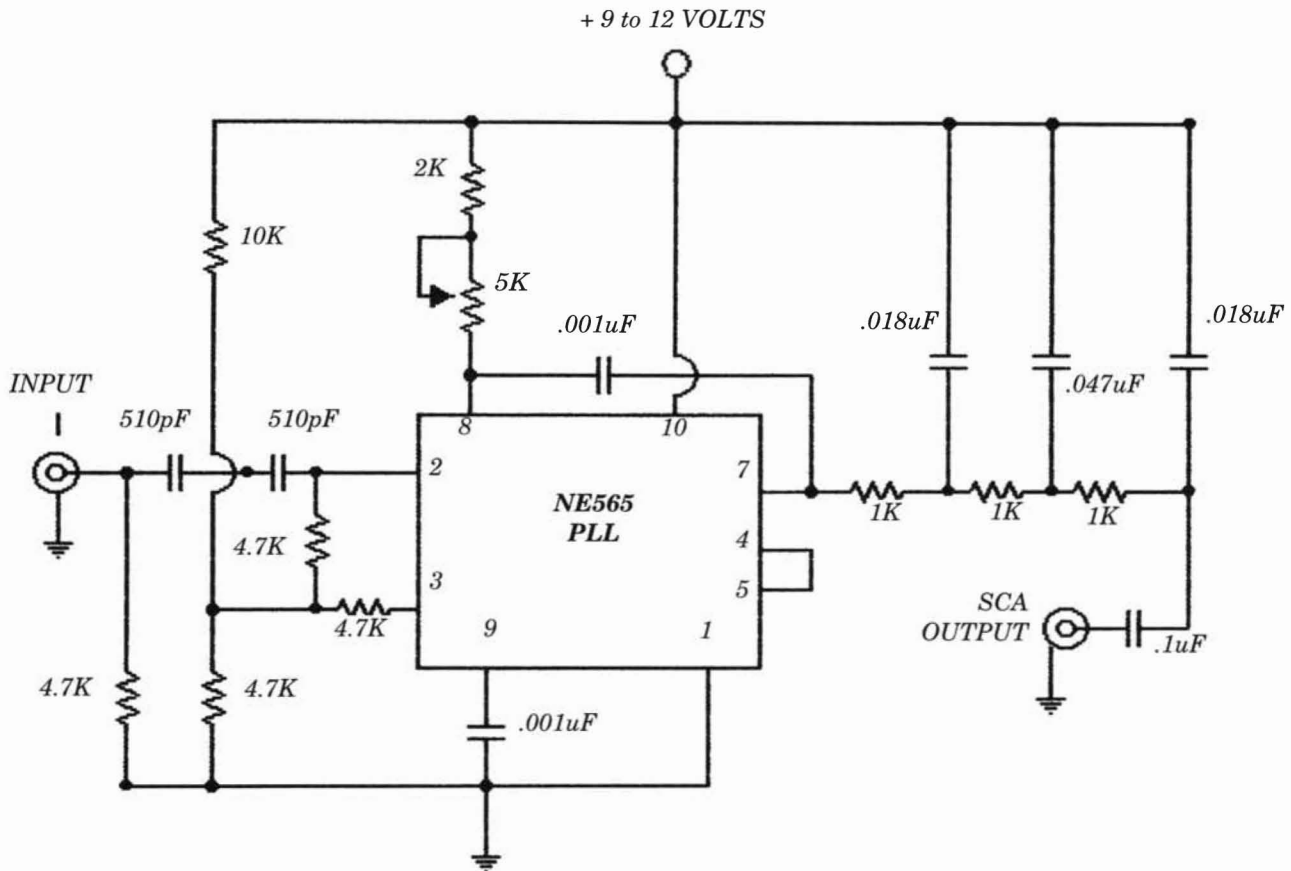 + 9 to 12 VOLTS
2K
10K
5K
.001uF
.018uF
.018uF
.047uF
INPUT
510pF
510pF
8
10
2
7
NE565
PLL
1K
1K
1K
4.7K
4
3
5
4.7K
9
1
SCA
OUTPUT
.1uF
4.7K
4.7K
.001uF